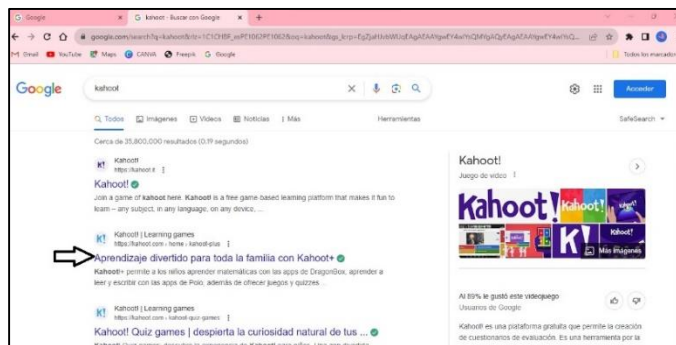 Google
kahoot - Buscar con Google
Gmail
YouTube
Maps
CANVA
Freepik
Google
Todos los marcadores
Google
kahoot
Acceder
Todos
Imágenes
Videos
Noticias
Más
Herramientas
SafeSearch
Cerca de 35,800,000 resultados (0.19 segundos)
K!
Kahoot!
https://kahoot.it
Kahoot!
Join a game of kahoot here. Kahoot! is a free game-based learning platform that makes it fun to
learn – any subject, in any language, on any device, ...
K!
Kahoot! | Learning games
https://kahoot.com › home › kahoot-plus
Aprendizaje divertido para toda la familia con Kahoot!+
Kahoot!+ permite a los niños aprender matemáticas con las apps de DragonBox, aprender a
leer y escribir con las apps de Poio, además de ofrecer juegos y quizzes ...
K!
Kahoot! | Learning games
https://kahoot.com › kahoot-quiz-games
Kahoot! Quiz games | despierta la curiosidad natural de tus ...
Kahoot!
Juego de video
Kahoot!
Kahoot!
K!
Kahoot!
Más imágenes
Al 89% le gustó este videojuego
Usuarios de Google
Kahoot! es una plataforma gratuita que permite la creación
de cuestionarios de evaluación. Es una herramienta por la